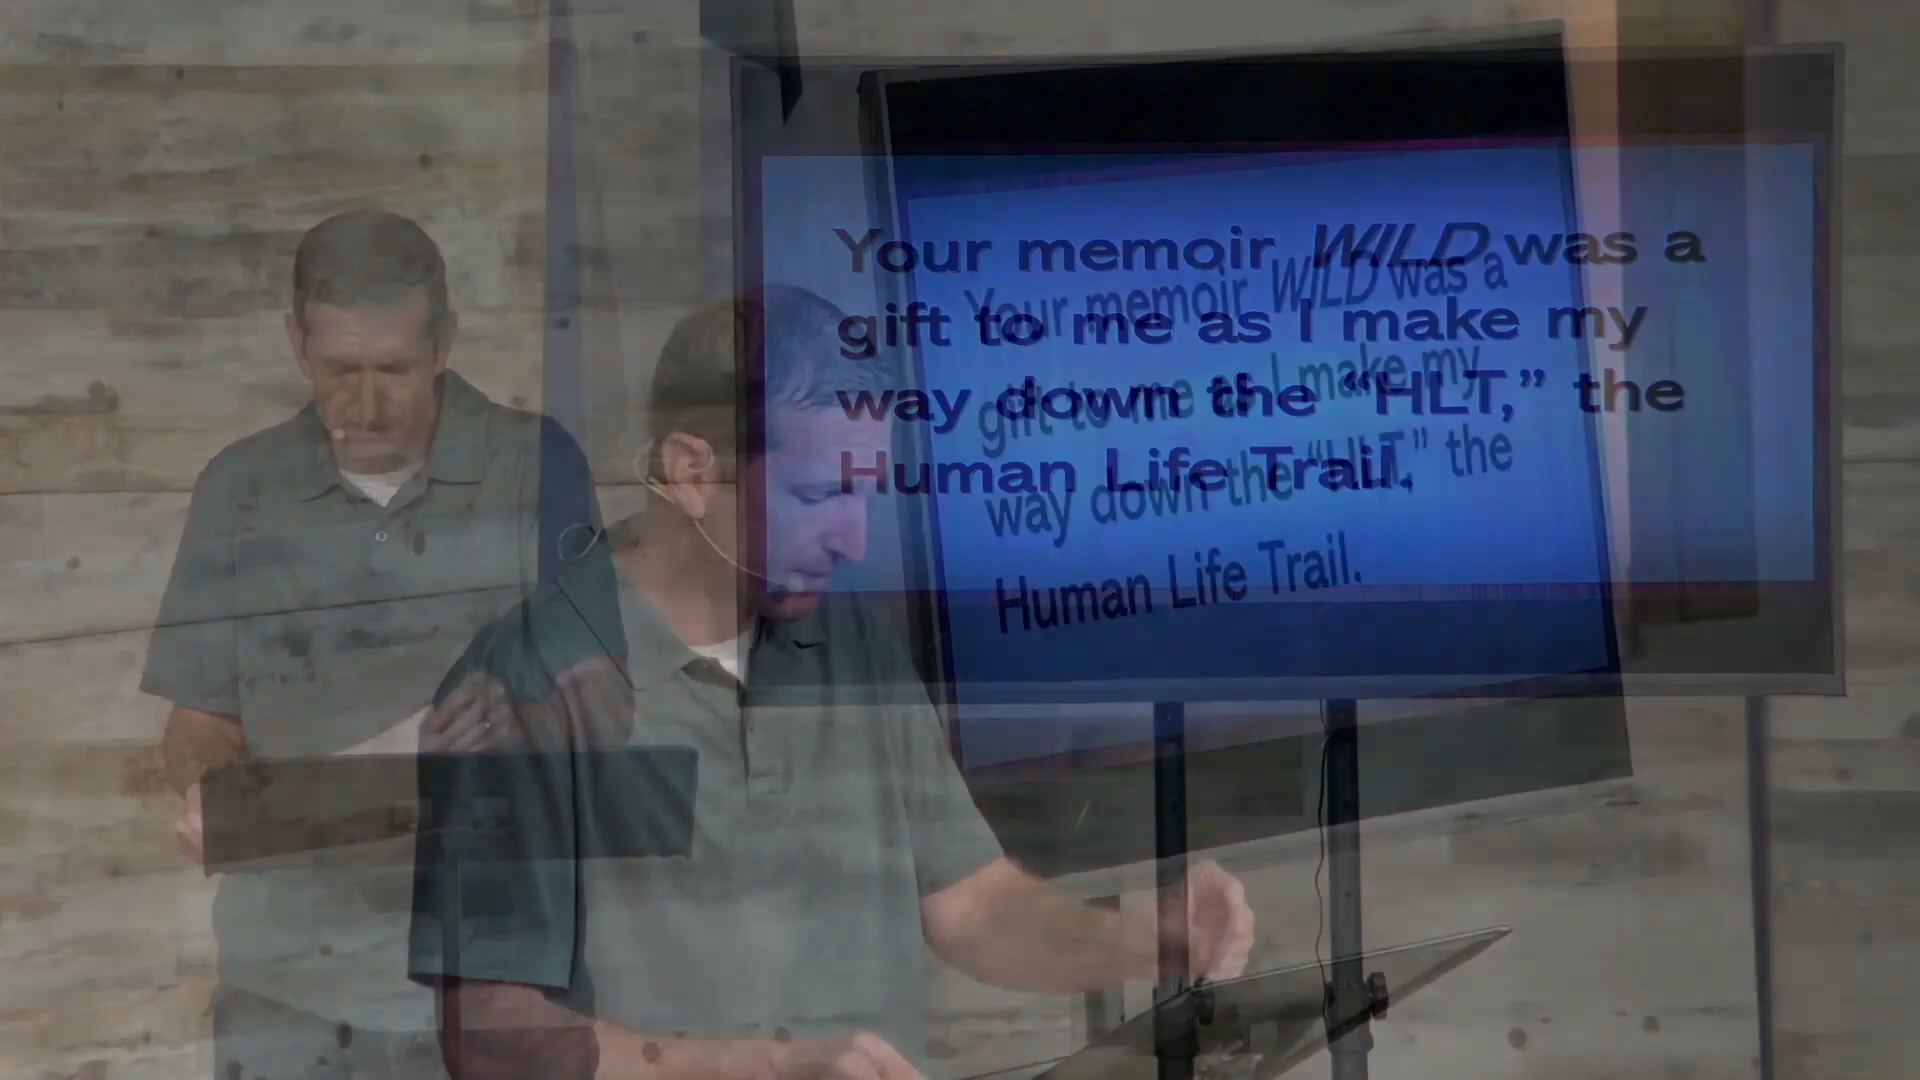 Your memoir WILD was a
gift to me as I make my
way down the “HLT,” the
Human Life Trail.
Your memoir WILD was a
gift to me as I make my
way down the “HLT,” the
Human Life Trail.